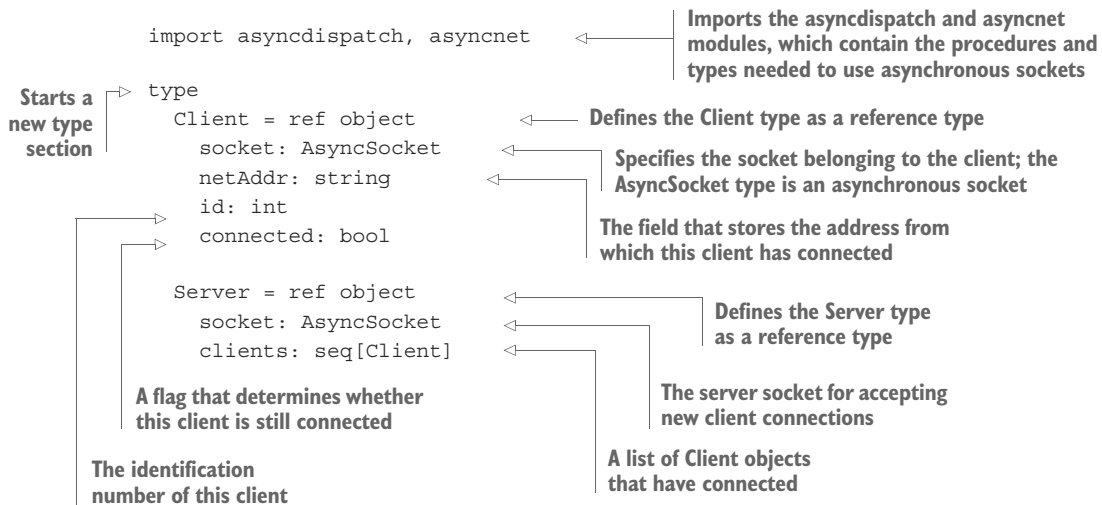 import asyncdispatch, asyncnet
Imports the asyncdispatch and asyncnet
modules, which contain the procedures and
types needed to use asynchronous sockets
Starts a
new type
section
type
Client = ref object
Defines the Client type as a reference type
socket: AsyncSocket
Specifies the socket belonging to the client; the
AsyncSocket type is an asynchronous socket
netAddr: string
The field that stores the address from
which this client has connected
id: int
connected: bool
Server = ref object
Defines the Server type
as a reference type
socket: AsyncSocket
The server socket for accepting
new client connections
clients: seq[Client]
A list of Client objects
that have connected
A flag that determines whether
this client is still connected
The identification
number of this client